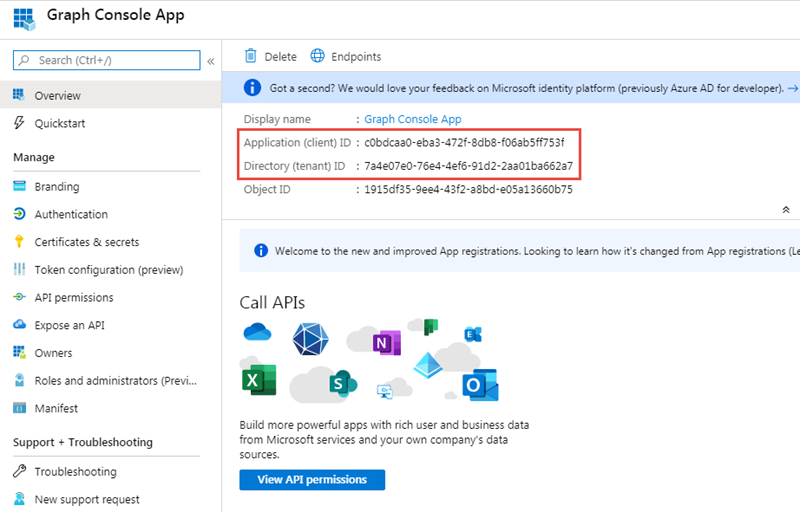 Graph Console App
Search (Ctrl+/)
«
Overview
Quickstart
Manage
Branding
Authentication
Certificates & secrets
Token configuration (preview)
API permissions
Expose an API
Owners
Roles and administrators (Previ...
Manifest
Support + Troubleshooting
Troubleshooting
New support request
Delete Endpoints
Got a second? We would love your feedback on Microsoft identity platform (previously Azure AD for developer). →
Display name : Graph Console App
Application (client) ID : c0bdcaa0-eba3-472f-8db8-f06ab5ff753f
Directory (tenant) ID : 7a4e07e0-76e4-4ef6-91d2-2aa01ba662a7
Object ID : 1915df35-9ee4-43f2-a8bd-e05a13660b75
Welcome to the new and improved App registrations. Looking to learn how it's changed from App registrations (Le
Call APIs
N
X
S
E
O
Build more powerful apps with rich user and business data
from Microsoft services and your own company's data
sources.
View API permissions